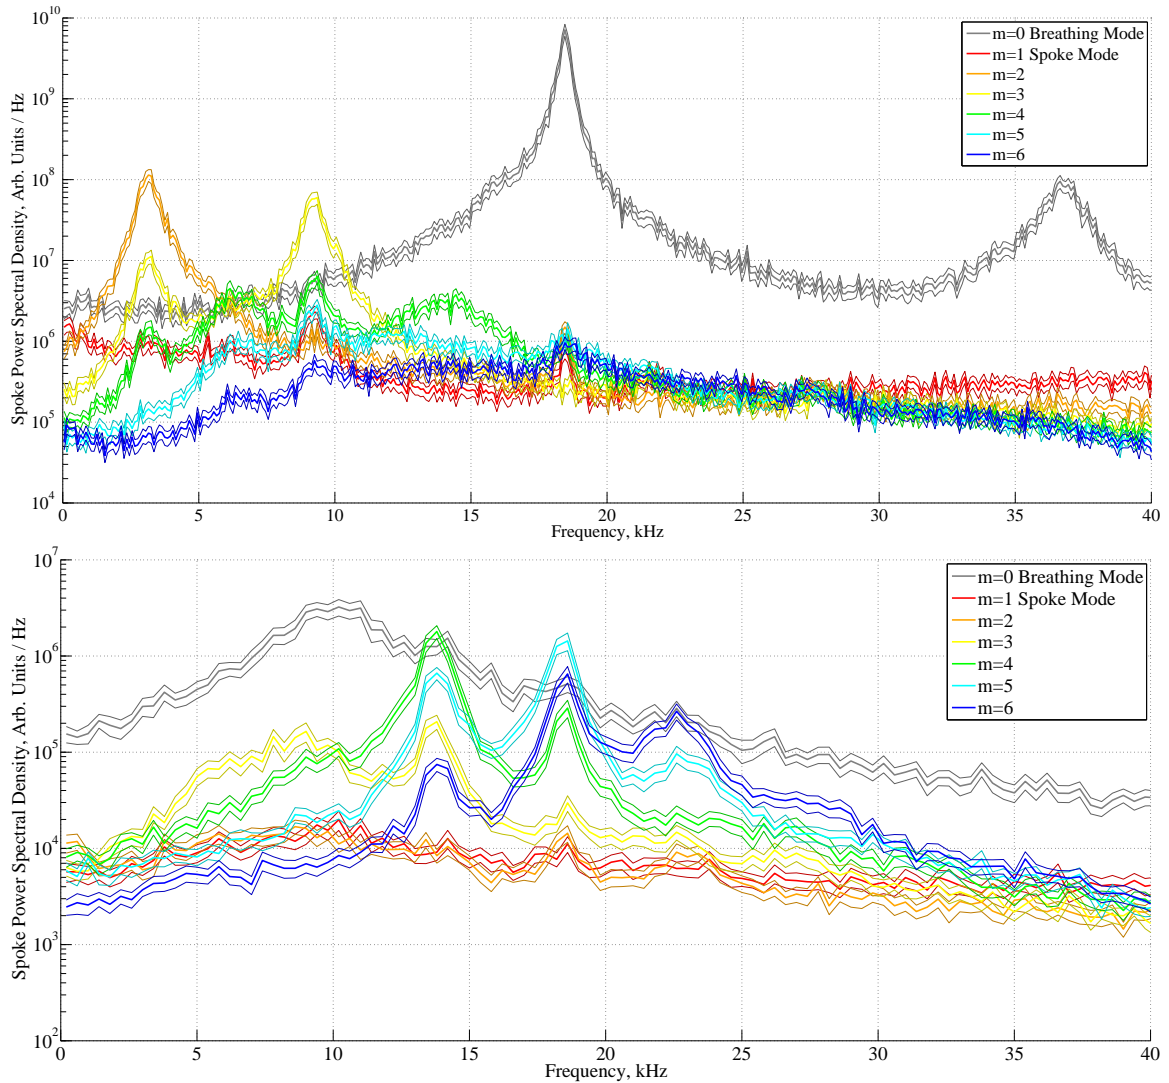 10^10
10^9
10^8
10^7
10^6
10^5
10^4
Spoke Power Spectral Density, Arb. Units / Hz
m=0 Breathing Mode
m=1 Spoke Mode
m=2
m=3
m=4
m=5
m=6
0 5 10 15 20 25 30 35 40
Frequency, kHz
10^7
10^6
10^5
10^4
10^3
10^2
Spoke Power Spectral Density, Arb. Units / Hz
m=0 Breathing Mode
m=1 Spoke Mode
m=2
m=3
m=4
m=5
m=6
0 5 10 15 20 25 30 35 40
Frequency, kHz